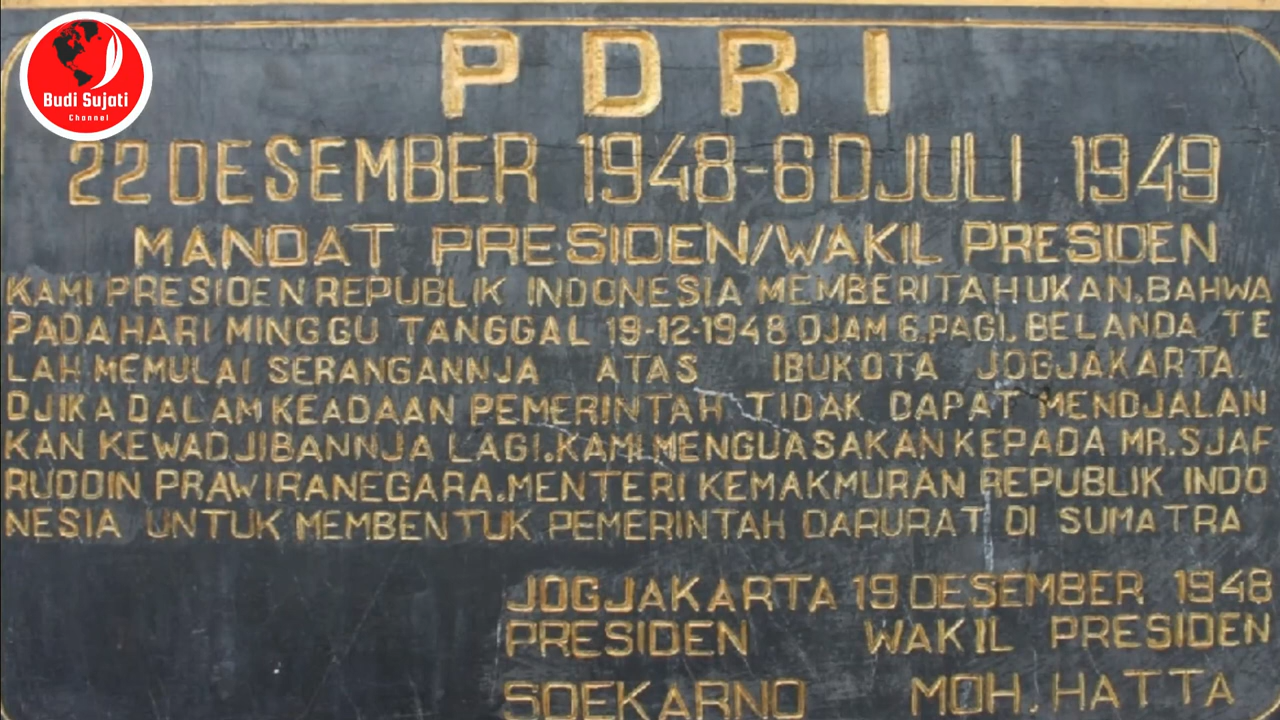 Budi Sujati
Channel
PDRI
22 DESEMBER 1948-6 DJULI 1949
MANDAT PRESIDEN/WAKIL PRESIDEN
KAMI PRESIDEN REPUBLIK INDONESIA MEMBERITAHUKAN.BAHWA
PADA HARI MINGGU TANGGAL 19-12-1948 DJAM 6.PAGI. BELANDA TE
LAH MEMULAI SERANGANNJA ATAS IBUKOTA JOGJAKARTA.
DJIKA DALAM KEADAAN PEMERINTAH TIDAK DAPAT MENDJALAN
KAN KEWADJIBANNJA LAGI.KAMI MENGUASAKAN KEPADA MR.SJAF
RUDDIN PRAWIRANEGARA.MENTERI KEMAKMURAN REPUBLIK INDO
NESIA UNTUK MEMBENTUK PEMERINTAH DARURAT DI SUMATRA
JOGJAKARTA 19 DESEMBER 1948
PRESIDEN WAKIL PRESIDEN
SOEKARNO MOH. HATTA